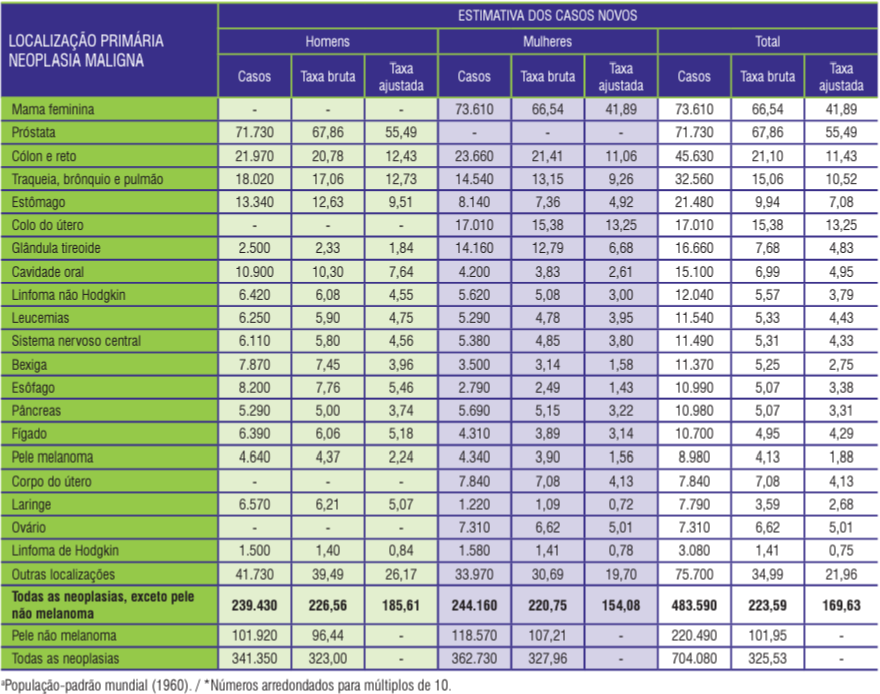 ESTIMATIVA DOS CASOS NOVOS
LOCALIZAÇÃO PRIMÁRIA
NEOPLASIA MALIGNA
Homens Mulheres Total
Casos Taxa bruta Taxa ajustada Casos Taxa bruta Taxa ajustada Casos Taxa bruta Taxa ajustada
Mama feminina - - - 73.610 66,54 41,89 73.610 66,54 41,89
Próstata 71.730 67,86 55,49 - - - 71.730 67,86 55,49
Cólon e reto 21.970 20,78 12,43 23.660 21,41 11,06 45.630 21,10 11,43
Traqueia, brônquio e pulmão 18.020 17,06 12,73 14.540 13,15 9,26 32.560 15,06 10,52
Estômago 13.340 12,63 9,51 8.140 7,36 4,92 21.480 9,94 7,08
Colo do útero - - - 17.010 15,38 13,25 17.010 15,38 13,25
Glândula tireoide 2.500 2,33 1,84 14.160 12,79 6,68 16.660 7,68 4,83
Cavidade oral 10.900 10,30 7,64 4.200 3,83 2,61 15.100 6,99 4,95
Linfoma não Hodgkin 6.420 6,08 4,55 5.620 5,08 3,00 12.040 5,57 3,79
Leucemias 6.250 5,90 4,75 5.290 4,78 3,95 11.540 5,33 4,43
Sistema nervoso central 6.110 5,80 4,56 5.380 4,85 3,80 11.490 5,31 4,33
Bexiga 7.870 7,45 3,96 3.500 3,14 1,58 11.370 5,25 2,75
Esôfago 8.200 7,76 5,46 2.790 2,49 1,43 10.990 5,07 3,38
Pâncreas 5.290 5,00 3,74 5.690 5,15 3,22 10.980 5,07 3,31
Fígado 6.390 6,06 5,18 4.310 3,89 3,14 10.700 4,95 4,29
Pele melanoma 4.640 4,37 2,24 4.340 3,90 1,56 8.980 4,13 1,88
Corpo do útero - - - 7.840 7,08 4,13 7.840 7,08 4,13
Laringe 6.570 6,21 5,07 1.220 1,09 0,72 7.790 3,59 2,68
Ovário - - - 7.310 6,62 5,01 7.310 6,62 5,01
Linfoma de Hodgkin 1.500 1,40 0,84 1.580 1,41 0,78 3.080 1,41 0,75
Outras localizações 41.730 39,49 26,17 33.970 30,69 19,70 75.700 34,99 21,96
Todas as neoplasias, exceto pele
não melanoma 239.430 226,56 185,61 244.160 220,75 154,08 483.590 223,59 169,63
Pele não melanoma 101.920 96,44 - 118.570 107,21 - 220.490 101,95 -
Todas as neoplasias 341.350 323,00 - 362.730 327,96 - 704.080 325,53 -
ªPopulação-padrão mundial (1960). / *Números arredondados para múltiplos de 10.